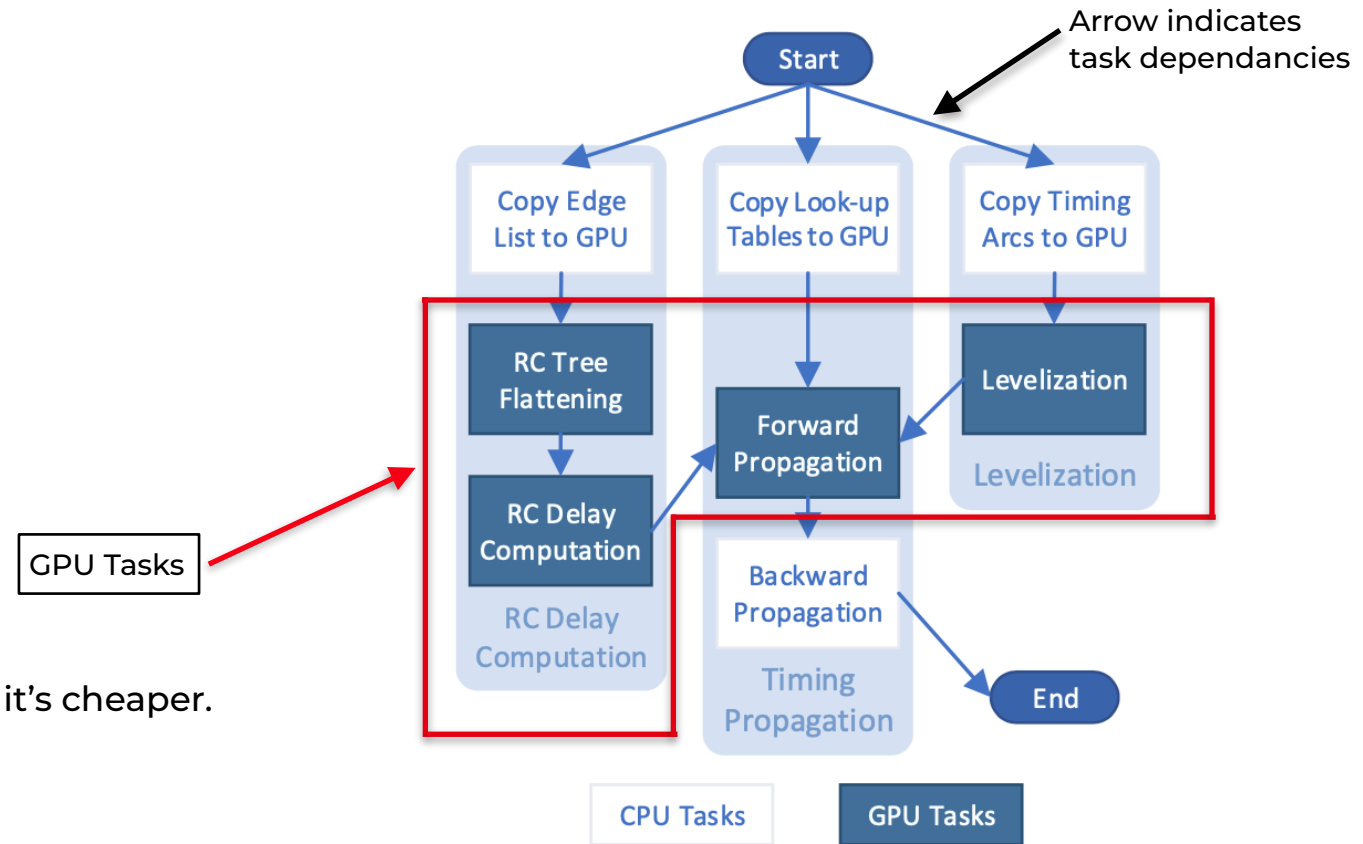 Arrow indicates
task dependancies
Start
Copy Edge
List to GPU
Copy Look-up
Tables to GPU
Copy Timing
Arcs to GPU
RC Tree
Flattening
Levelization
Forward
Propagation
Levelization
RC Delay
Computation
GPU Tasks
Backward
Propagation
RC Delay
Computation
it's cheaper.
Timing
Propagation
End
CPU Tasks
GPU Tasks